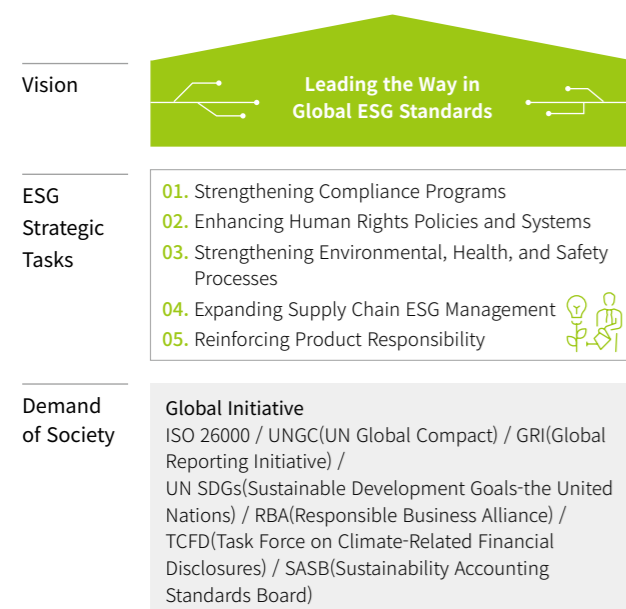 Vision
Leading the Way in
Global ESG Standards
ESG
Strategic
Tasks
01. Strengthening Compliance Programs
02. Enhancing Human Rights Policies and Systems
03. Strengthening Environmental, Health, and Safety
Processes
04. Expanding Supply Chain ESG Management
05. Reinforcing Product Responsibility
Demand
of Society
Global Initiative
ISO 26000 / UNGC(UN Global Compact) / GRI(Global
Reporting Initiative) /
UN SDGs(Sustainable Development Goals-the United
Nations) / RBA(Responsible Business Alliance) /
TCFD(Task Force on Climate-Related Financial
Disclosures) / SASB(Sustainability Accounting
Standards Board)